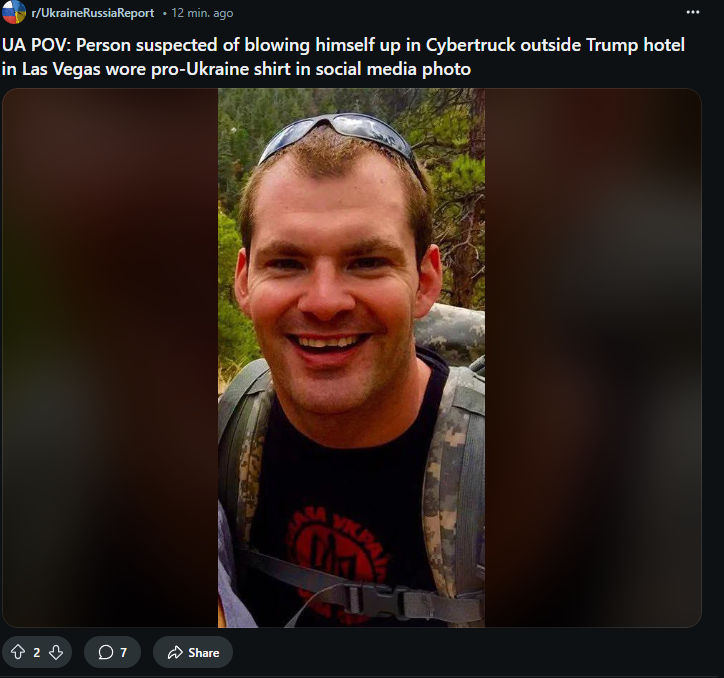 r/UkraineRussiaReport • 12 min. ago
UA POV: Person suspected of blowing himself up in Cybertruck outside Trump hotel
in Las Vegas wore pro-Ukraine shirt in social media photo
УКРАЇ
2
7
Share